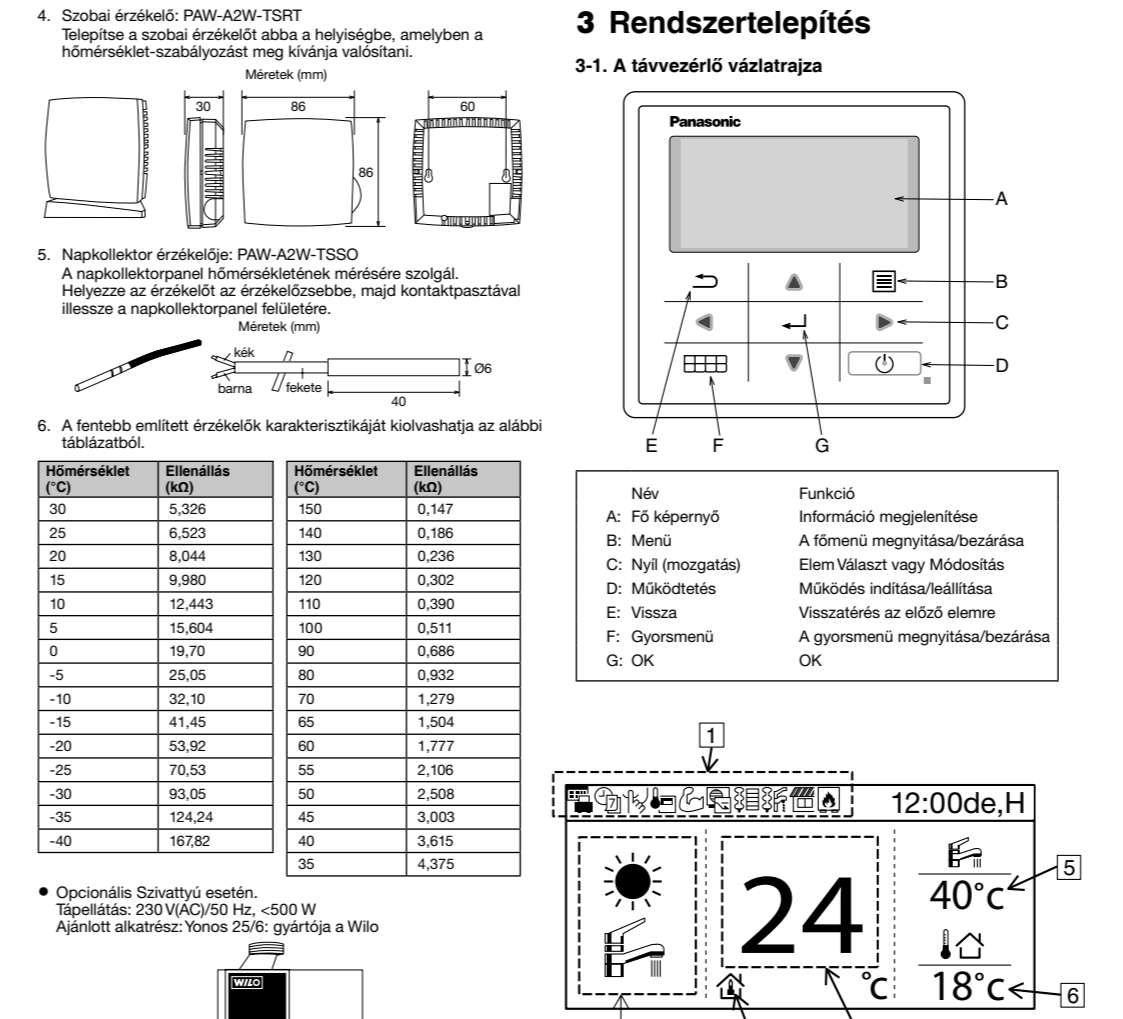 4. Szobai érzékelő: PAW-A2W-TSRT
Telepítse a szobai érzékelőt abba a helyiségbe, amelyben a
hőmérséklet-szabályozást meg kívánja valósítani.
Méretek (mm)
30
86
60
86
5. Napkollektor érzékelője: PAW-A2W-TSSO
A napkollektorpanel hőmérsékletének mérésére szolgál.
Helyezze az érzékelőt az érzékelőzsebbe, majd kontaktpasztával
illessze a napkollektorpanel felületére.
Méretek (mm)
kék
barna
fekete
Ø6
40
6. A fentebb említett érzékelők karakterisztikáját kiolvashatja az alábbi
táblázatból.
Hőmérséklet (°C) Ellenállás (kΩ)
30 5,326
25 6,523
20 8,044
15 9,980
10 12,443
5 15,604
0 19,70
-5 25,05
-10 32,10
-15 41,45
-20 53,92
-25 70,53
-30 93,05
-35 124,24
-40 167,82
Hőmérséklet (°C) Ellenállás (kΩ)
150 0,147
140 0,186
130 0,236
120 0,302
110 0,390
100 0,511
90 0,686
80 0,932
70 1,279
65 1,504
60 1,777
55 2,106
50 2,508
45 3,003
40 3,615
35 4,375
● Opcionális Szivattyú esetén.
Tápellátás: 230 V(AC)/50 Hz, <500 W
Ajánlott alkatrész: Yonos 25/6: gyártója a Wilo
WILO
3 Rendszertelepítés
3-1. A távvezérlő vázlatrajza
Panasonic
A
B
C
D
E
F
G
Név Funkció
A: Fő képernyő Információ megjelenítése
B: Menü A főmenü megnyitása/bezárása
C: Nyíl (mozgatás) Elem Választ vagy Módosítás
D: Működtetés Működés indítása/leállítása
E: Vissza Visszatérés az előző elemre
F: Gyorsmenü A gyorsmenü megnyitása/bezárása
G: OK OK
1
7
12:00de,H
24
°c
40°c
5
18°c
6